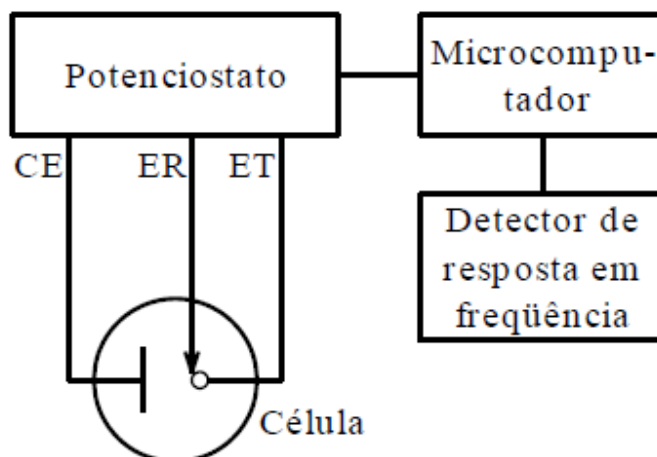 Potenciostato
Microcompu-
tador
CE
ER
ET
Detector de
resposta em
freqüência
Célula